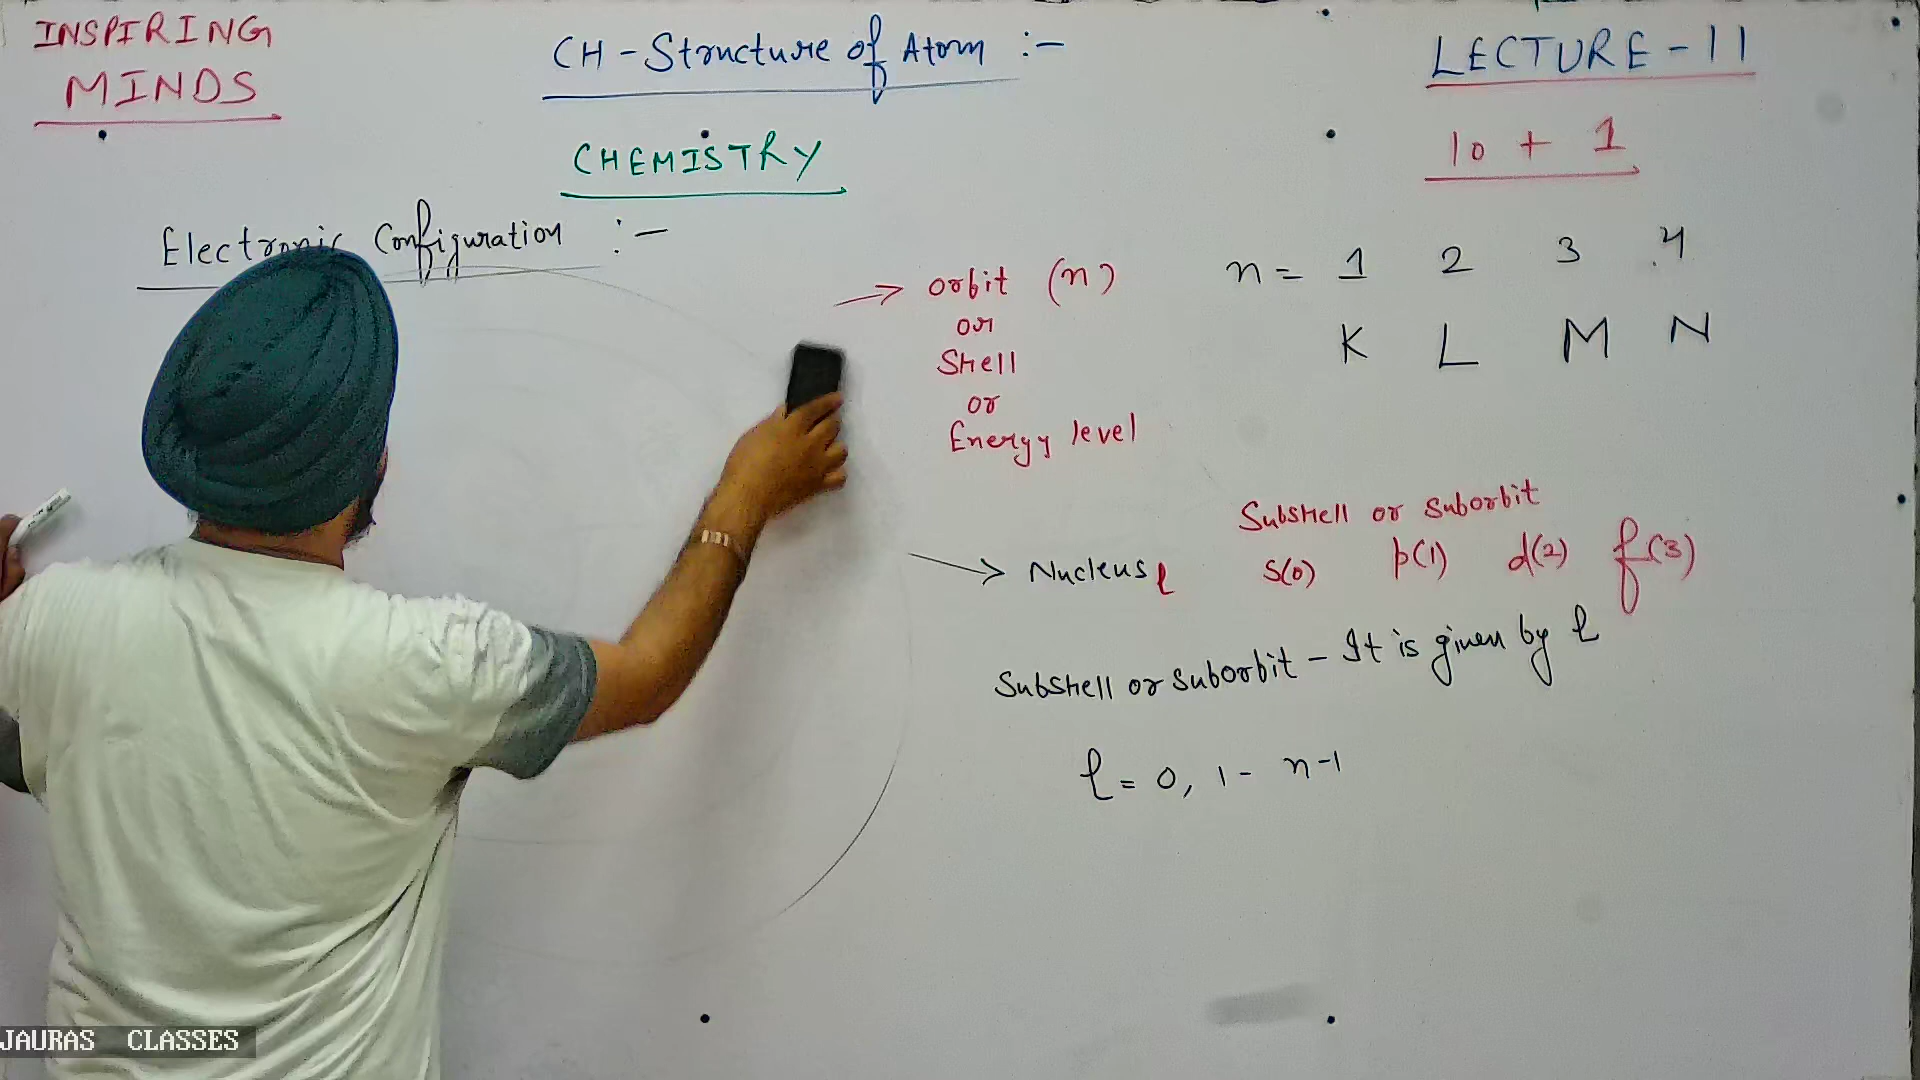 INSPIRING
MINDS
CH - Structure of Atom :-
LECTURE - 11
CHEMISTRY
10 + 1
Electronic Configuration :-
→ Orbit (n)
or
Shell
or
Energy level
n = 1 2 3 4
K L M N
Subshell or suborbit
→ Nucleus
l s(0) p(1) d(2) f(3)
Subshell or suborbit - It is given by l
l = 0, 1 - n-1
JAURAS CLASSES